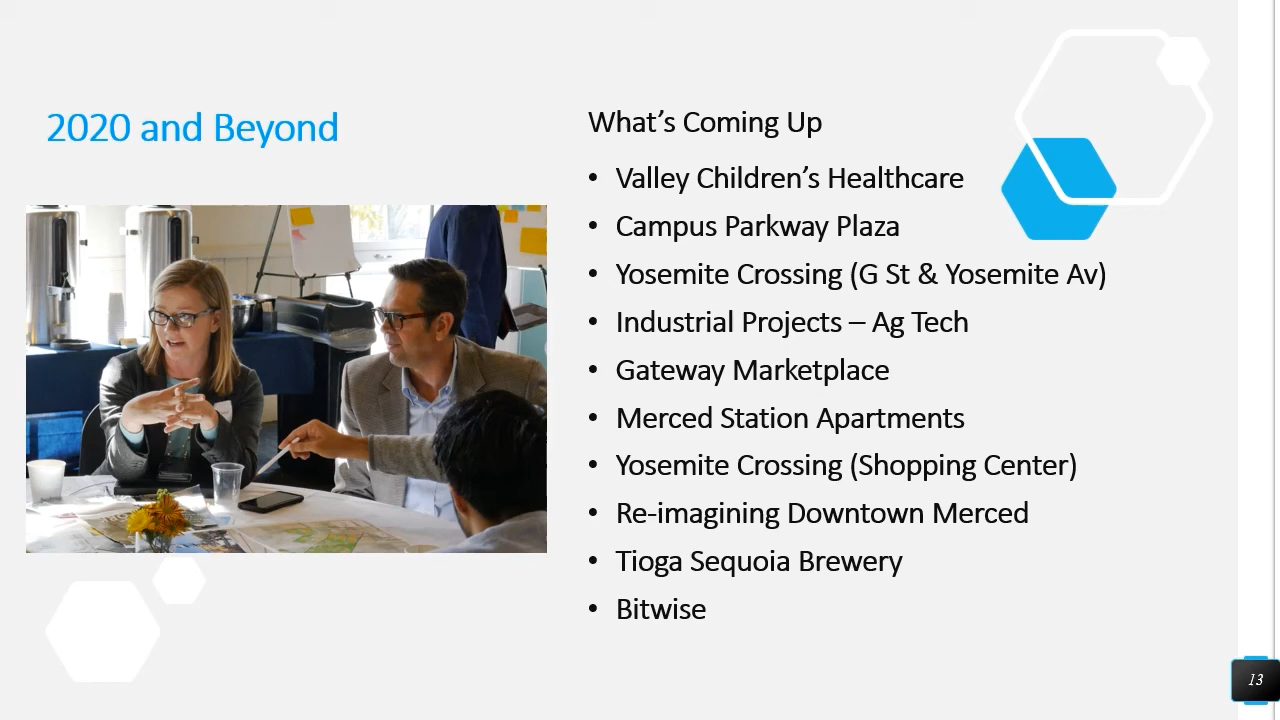 2020 and Beyond
What’s Coming Up
• Valley Children’s Healthcare
• Campus Parkway Plaza
• Yosemite Crossing (G St & Yosemite Av)
• Industrial Projects – Ag Tech
• Gateway Marketplace
• Merced Station Apartments
• Yosemite Crossing (Shopping Center)
• Re-imagining Downtown Merced
• Tioga Sequoia Brewery
• Bitwise
13